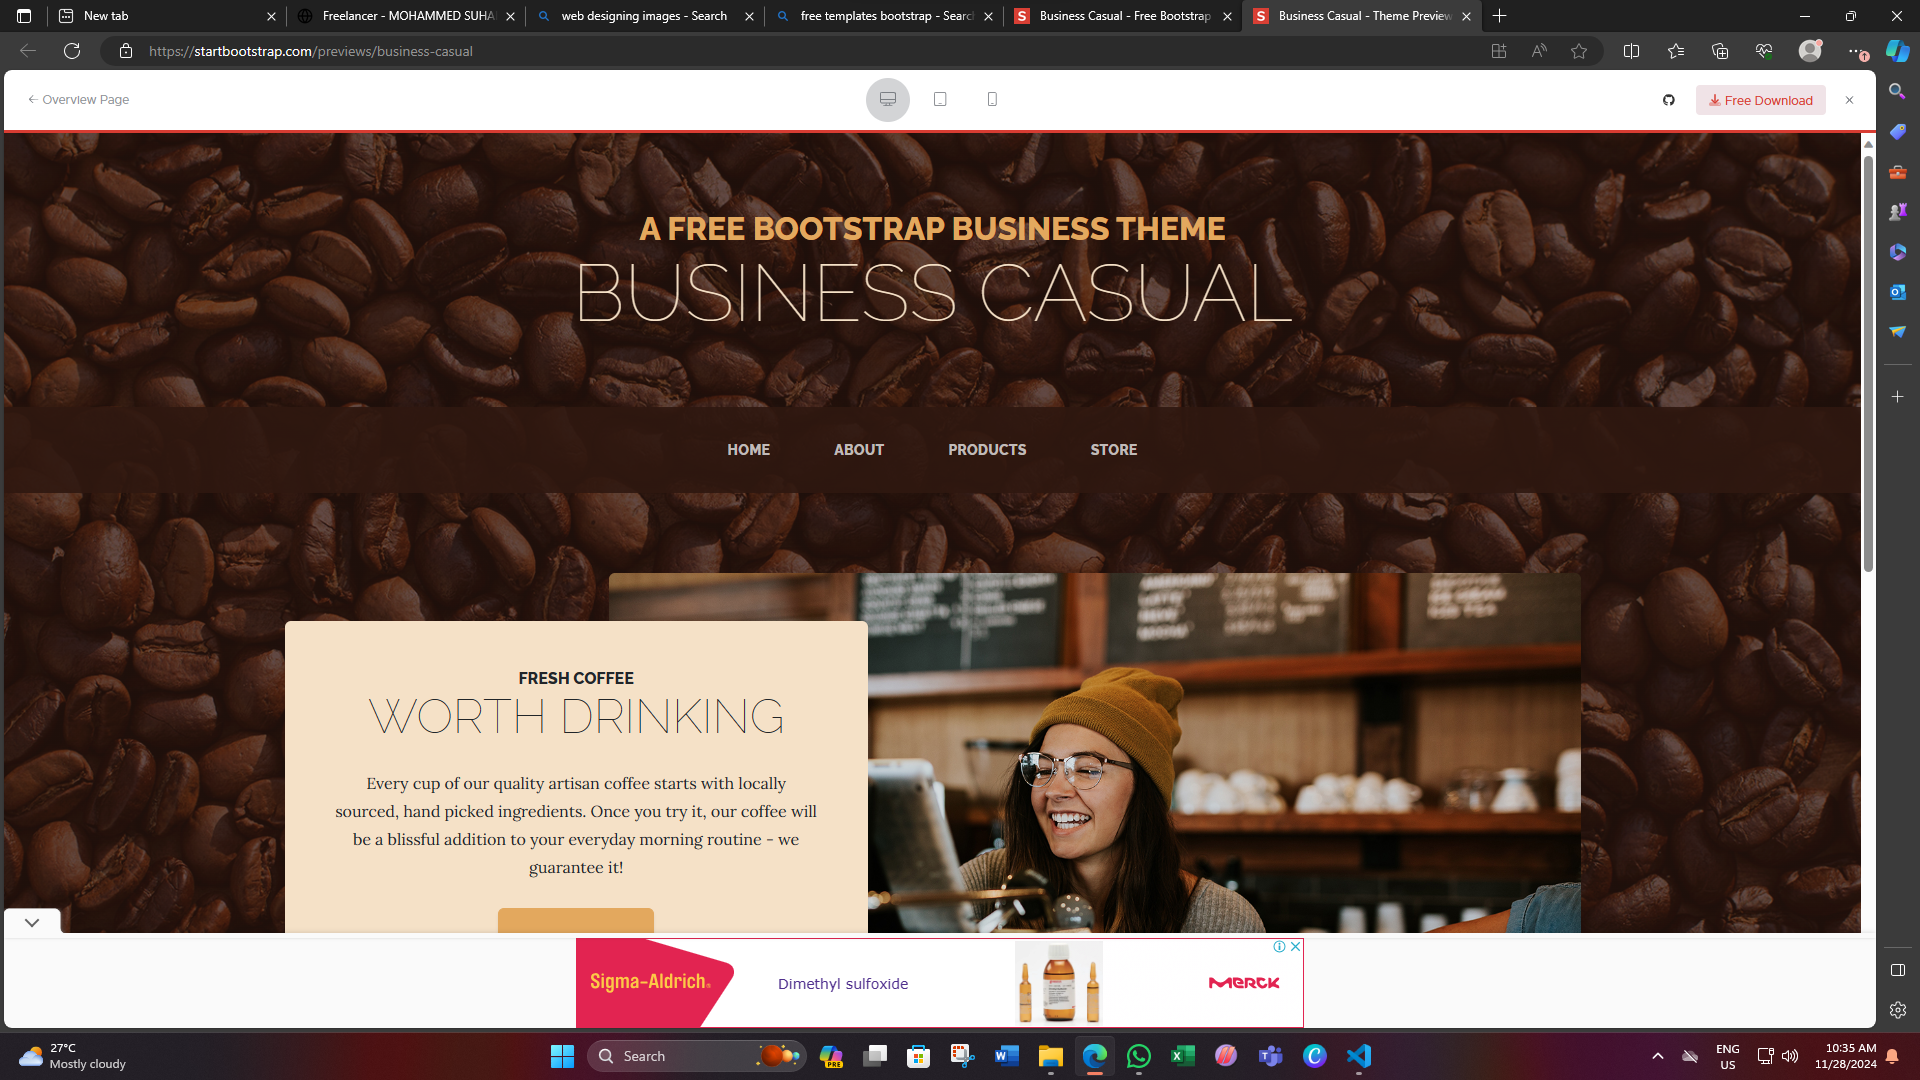 New tab
Freelancer - MOHAMMED SUHA
web designing images - Search
free templates bootstrap - Search
Business Casual - Free Bootstrap
Business Casual - Theme Preview
https://startbootstrap.com/previews/business-casual
1
Overview Page
Free Download
A FREE BOOTSTRAP BUSINESS THEME
BUSINESS CASUAL
HOME
ABOUT
PRODUCTS
STORE
FRESH COFFEE
WORTH DRINKING
Every cup of our quality artisan coffee starts with locally
sourced, hand picked ingredients. Once you try it, our coffee will
be a blissful addition to your everyday morning routine - we
guarantee it!
Sigma-Aldrich
Dimethyl sulfoxide
MERCK
27°C
Mostly cloudy
Search
PRE
ENG
US
10:35 AM
11/28/2024